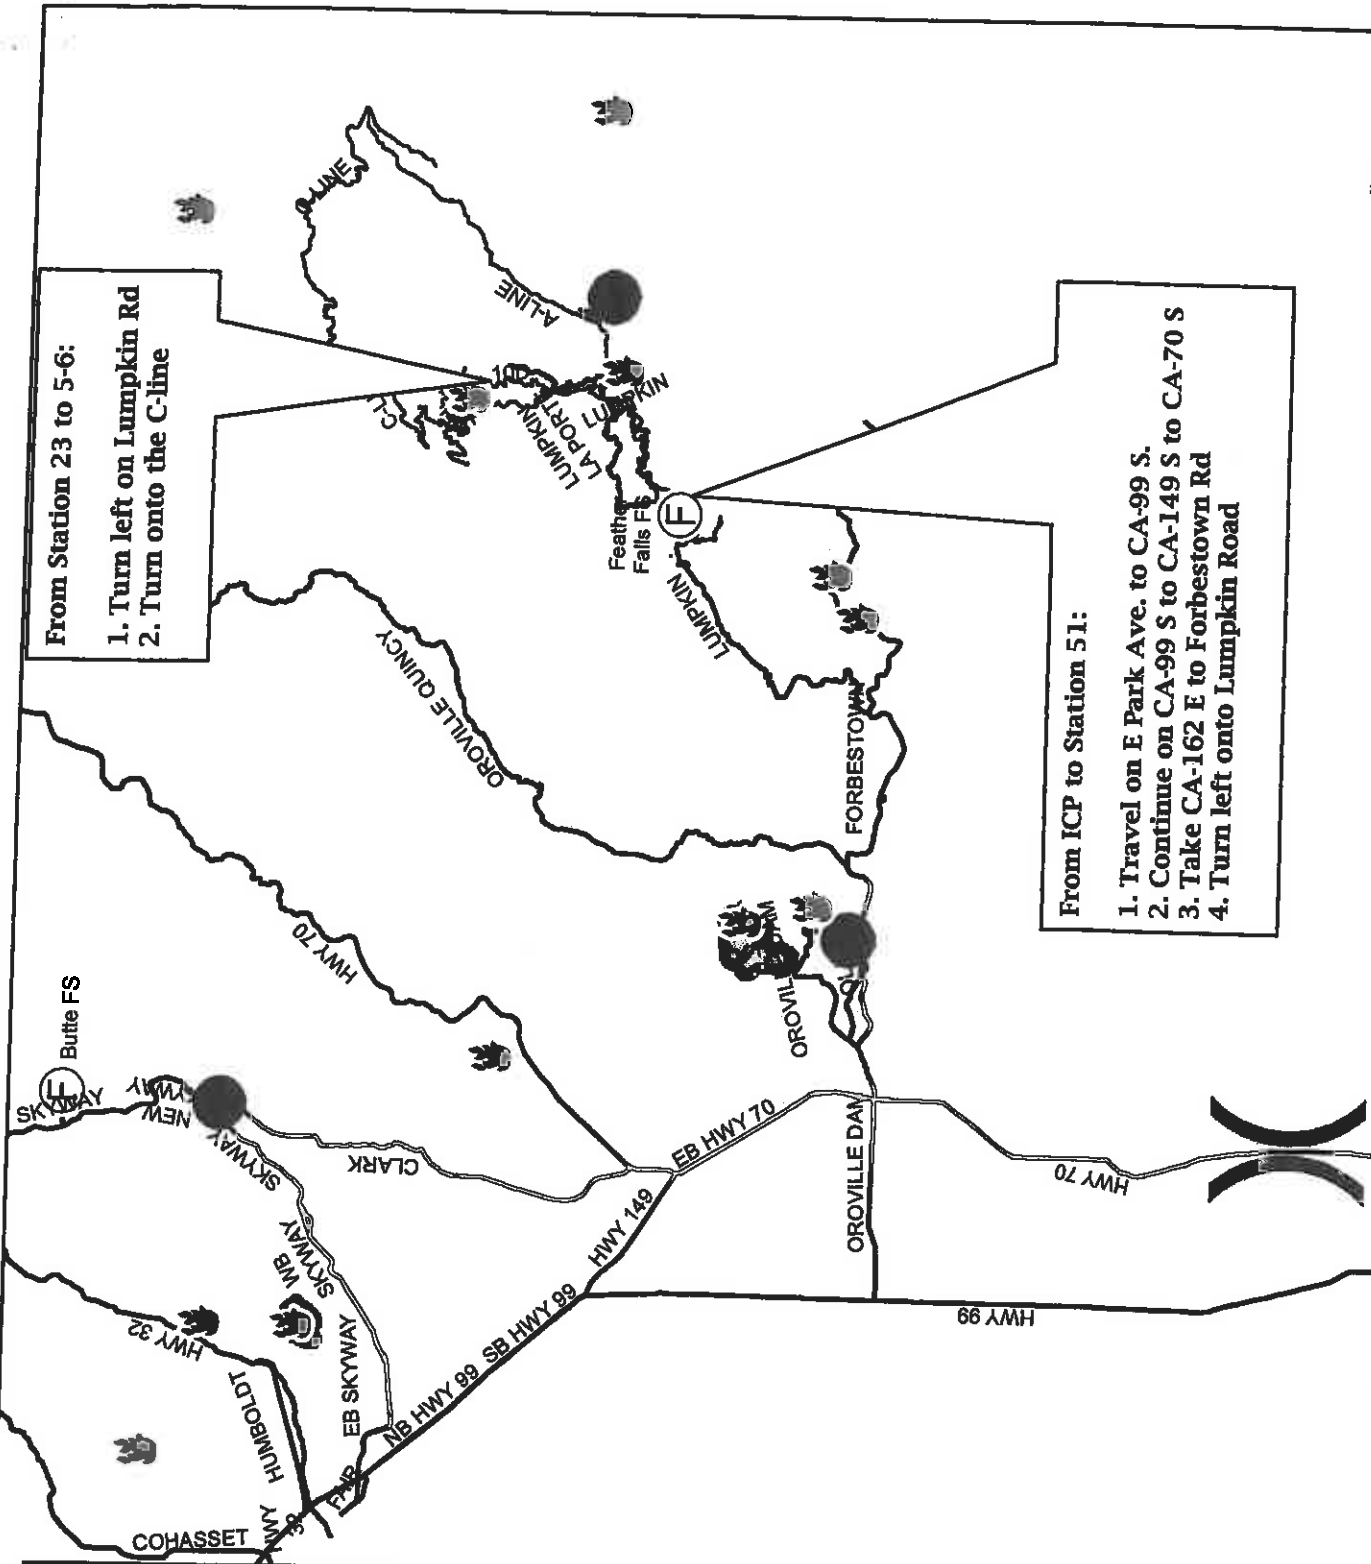 From Station 23 to 5-6:
1. Turn left on Lumpkin Rd
2. Turn onto the C-line
From ICP to Station 51:
1. Travel on E Park Ave. to CA-99 S.
2. Continue on CA-99 S to CA-149 S to CA-70 S
3. Take CA-162 E to Forbestown Rd
4. Turn left onto Lumpkin Road
A-LINE
LUMPKIN
LA PORT
LUMPKIN
Falls FS
F
LUMPKIN
OROVILLE QUINCY
FORBESTOWN
HWY 70
Butte FS
F
SKYWAY
NEW
SKYWAY
CLARK
EB HWY 70
OROVILLE DAM
HWY 70
HWY 149
WB
SKYWAY
EB SKYWAY
HWY 32
HUMBOLDT
NB HWY 99
SB HWY 99
HWY 99
COHASSET
HWY
32